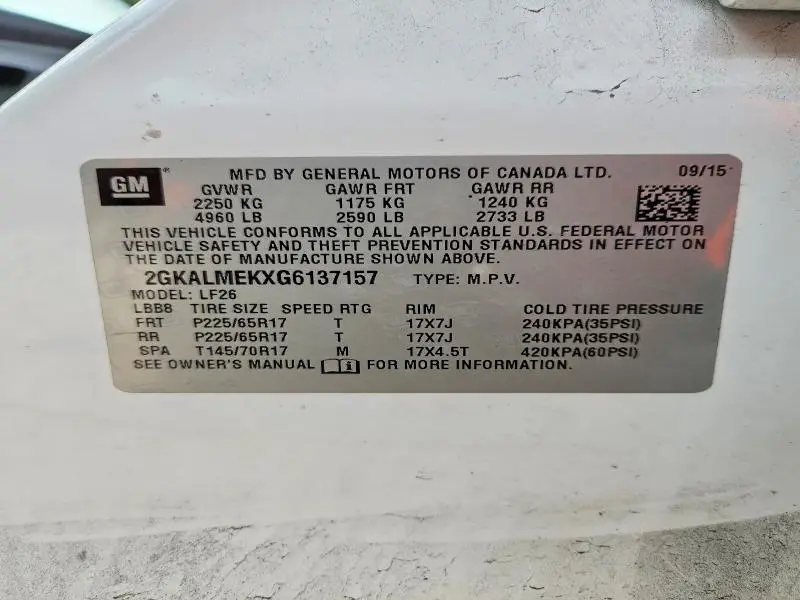 GM® MFD BY GENERAL MOTORS OF CANADA LTD. 09/15
GVWR GAWR FRT GAWR RR
2250 KG 1175 KG 1240 KG
4960 LB 2590 LB 2733 LB
THIS VEHICLE CONFORMS TO ALL APPLICABLE U.S. FEDERAL MOTOR
VEHICLE SAFETY AND THEFT PREVENTION STANDARDS IN EFFECT ON
THE DATE OF MANUFACTURE SHOWN ABOVE.
2GKALMEKXG6137157 TYPE: M.P.V.
MODEL: LF26
LBB8 TIRE SIZE SPEED RTG RIM COLD TIRE PRESSURE
FRT P225/65R17 T 17X7J 240KPA(35PSI)
RR P225/65R17 T 17X7J 240KPA(35PSI)
SPA T145/70R17 M 17X4.5T 420KPA(60PSI)
SEE OWNER'S MANUAL i FOR MORE INFORMATION.